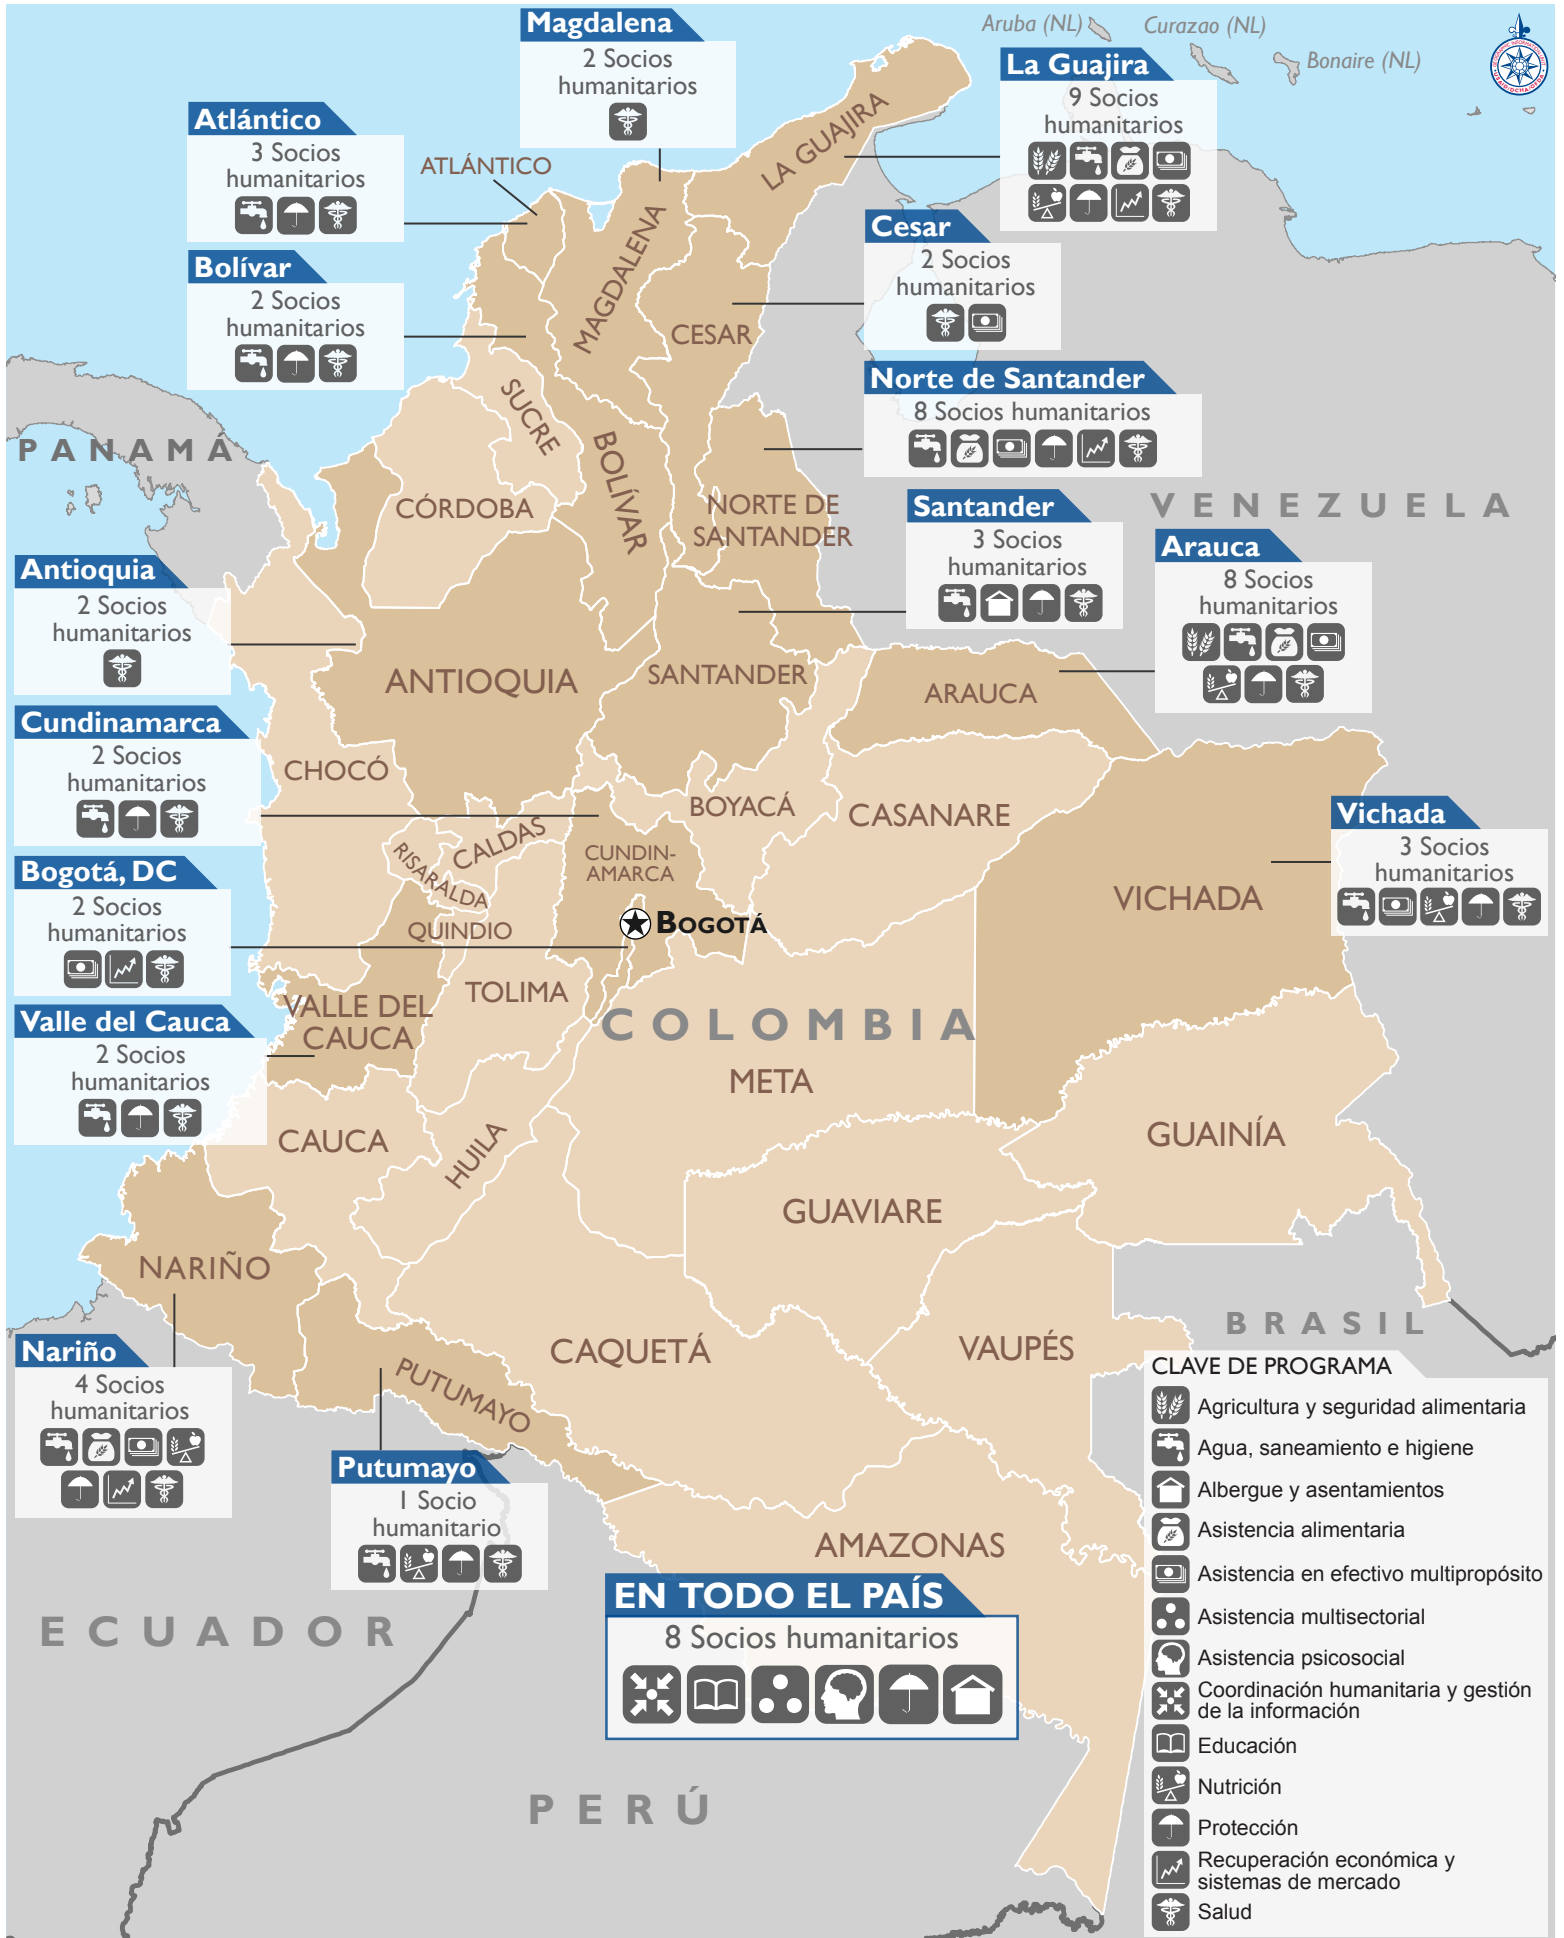 Aruba (NL)
Curazao (NL)
Bonaire (NL)
Magdalena
2 Socios
humanitarios
La Guajira
9 Socios
humanitarios
Atlántico
3 Socios
humanitarios
Bolívar
2 Socios
humanitarios
Cesar
2 Socios
humanitarios
Norte de Santander
8 Socios humanitarios
Santander
3 Socios
humanitarios
Arauca
8 Socios
humanitarios
Antioquia
2 Socios
humanitarios
Cundinamarca
2 Socios
humanitarios
Bogotá, DC
2 Socios
humanitarios
Valle del Cauca
2 Socios
humanitarios
Vichada
3 Socios
humanitarios
Nariño
4 Socios
humanitarios
Putumayo
1 Socio
humanitario
EN TODO EL PAÍS
8 Socios humanitarios
ATLÁNTICO
LA GUAJIRA
MAGDALENA
CESAR
SUCRE
BOLÍVAR
CÓRDOBA
NORTE DE
SANTANDER
ANTIOQUIA
SANTANDER
ARAUCA
CHOCÓ
BOYACÁ
CASANARE
CALDAS
RISARALDA
CUNDIN-
AMARCA
VICHADA
QUINDIO
BOGOTÁ
TOLIMA
VALLE DEL
CAUCA
META
CAUCA
HUILA
GUAINÍA
GUAVIARE
NARIÑO
CAQUETÁ
VAUPÉS
PUTUMAYO
AMAZONAS
PANAMÁ
VENEZUELA
COLOMBIA
BRASIL
ECUADOR
PERÚ
CLAVE DE PROGRAMA
Agricultura y seguridad alimentaria
Agua, saneamiento e higiene
Albergue y asentamientos
Asistencia alimentaria
Asistencia en efectivo multipropósito
Asistencia multisectorial
Asistencia psicosocial
Coordinación humanitaria y gestión
de la información
Educación
Nutrición
Protección
Recuperación económica y
sistemas de mercado
Salud